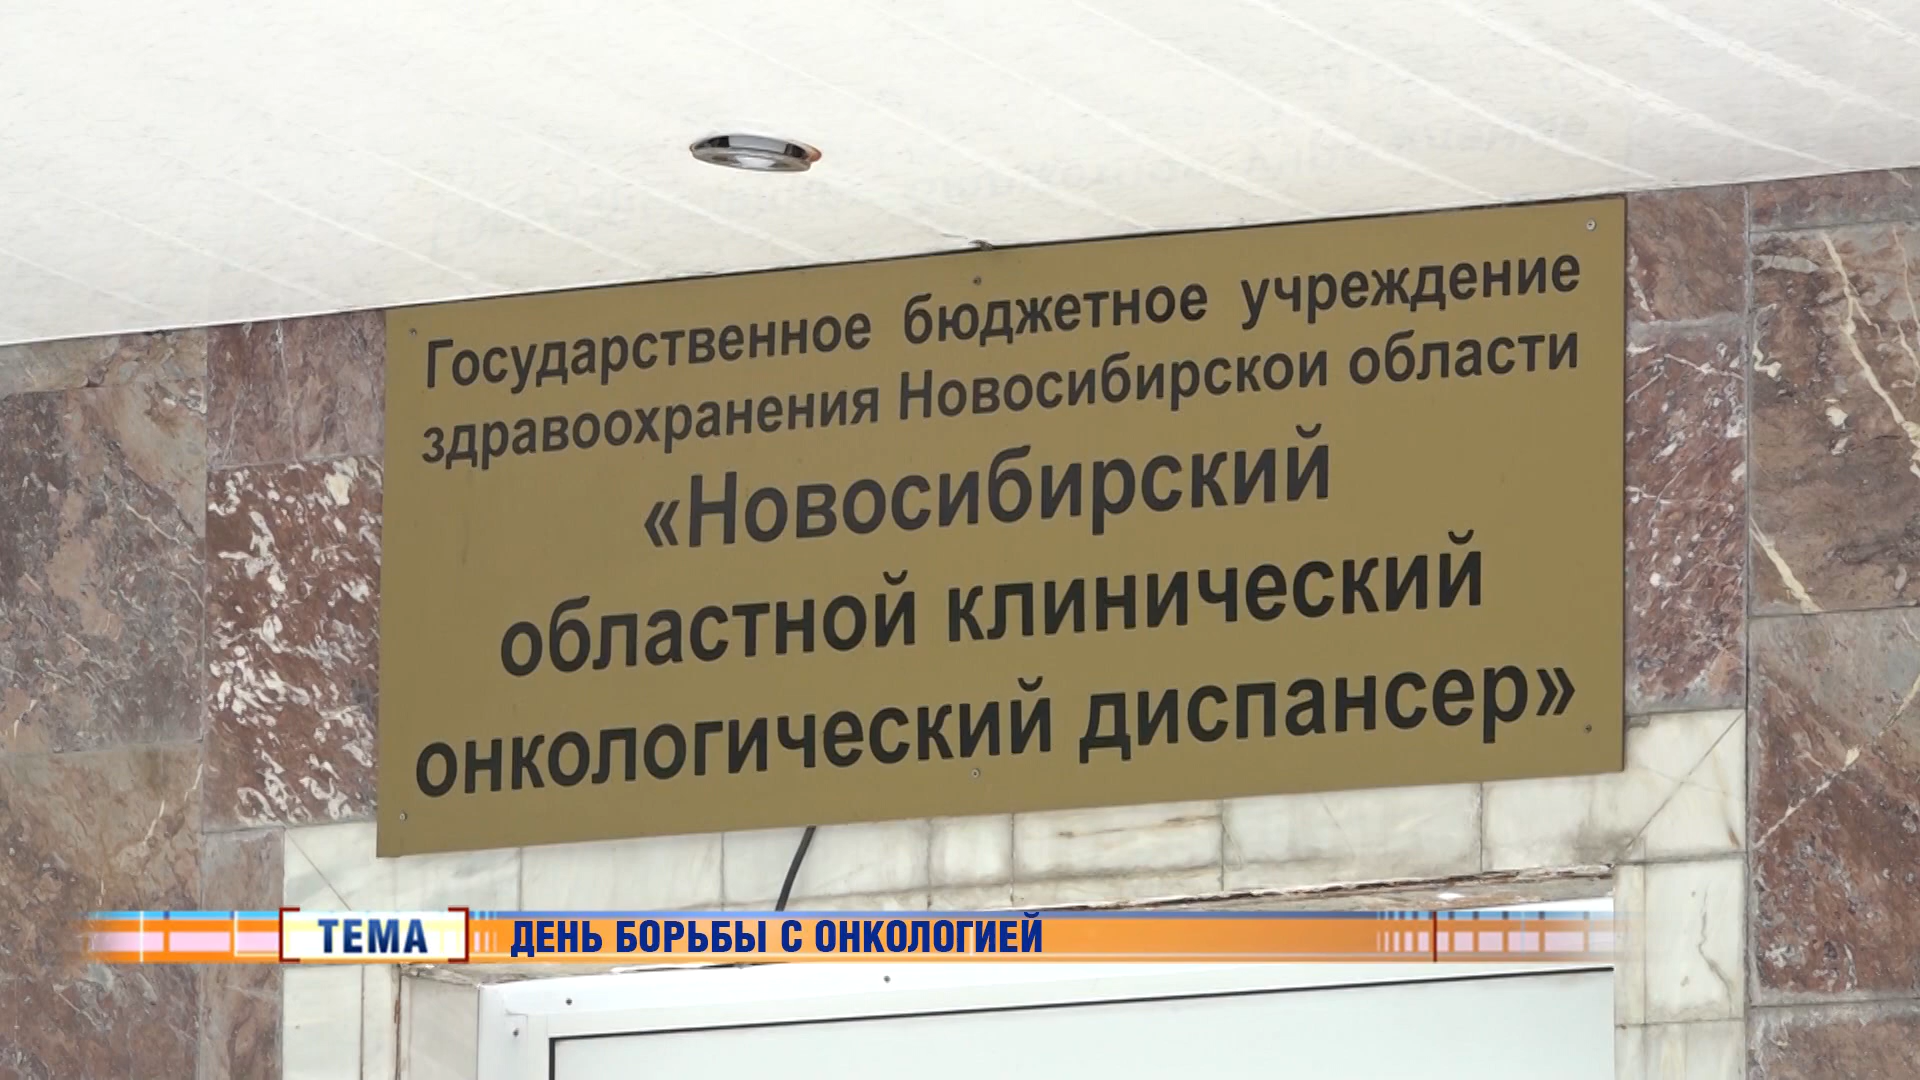 Государственное бюджетное учреждение
здравоохранения Новосибирскои области
«Новосибирский
областной клинический
онкологический диспансер»
ТЕМА ДЕНЬ БОРЬБЫ С ОНКОЛОГИЕЙ